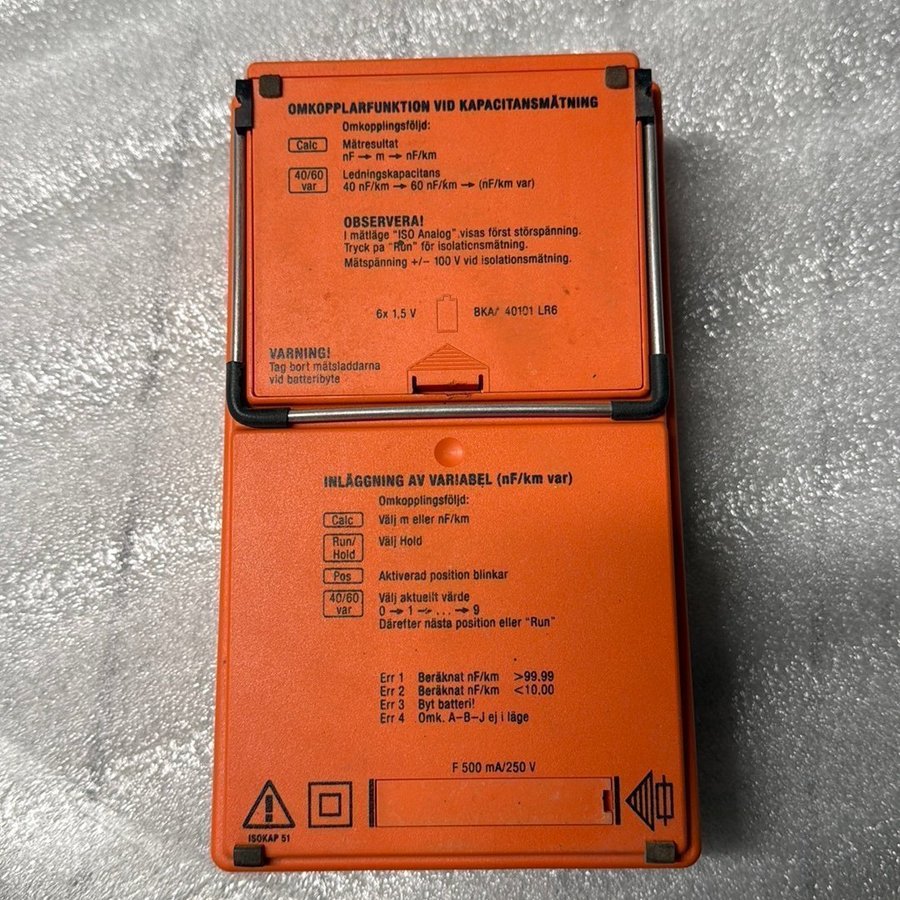 OMKOPPLARFUNKTION VID KAPACITANSMÄTNING
Omkopplingsföljd:
Calc Mätresultat
nF → m → nF/km
40/60 var Ledningskapacitans
40 nF/km → 60 nF/km → (nF/km var)
OBSERVERA!
I mätläge "ISO Analog" visas först störspänning.
Tryck pa "Run" för isolationsmätning.
Mätspänning +/− 100 V vid isolationsmätning.
6x 1,5 V BKA/ 40101 LR6
VARNING!
Tag bort mätsladdarna
vid batteribyte
INLÄGGNING AV VARIABEL (nF/km var)
Omkopplingsföljd:
Calc Välj m eller nF/km
Run/ Hold Välj Hold
Pos Aktiverad position blinkar
40/60 var Välj aktuellt värde
0 → 1 → ... → 9
Därefter nästa position eller "Run"
Err 1 Beräknat nF/km >99.99
Err 2 Beräknat nF/km <10.00
Err 3 Byt batteri!
Err 4 Omk. A–B–J ej i läge
F 500 mA/250 V
ISOKAP 51